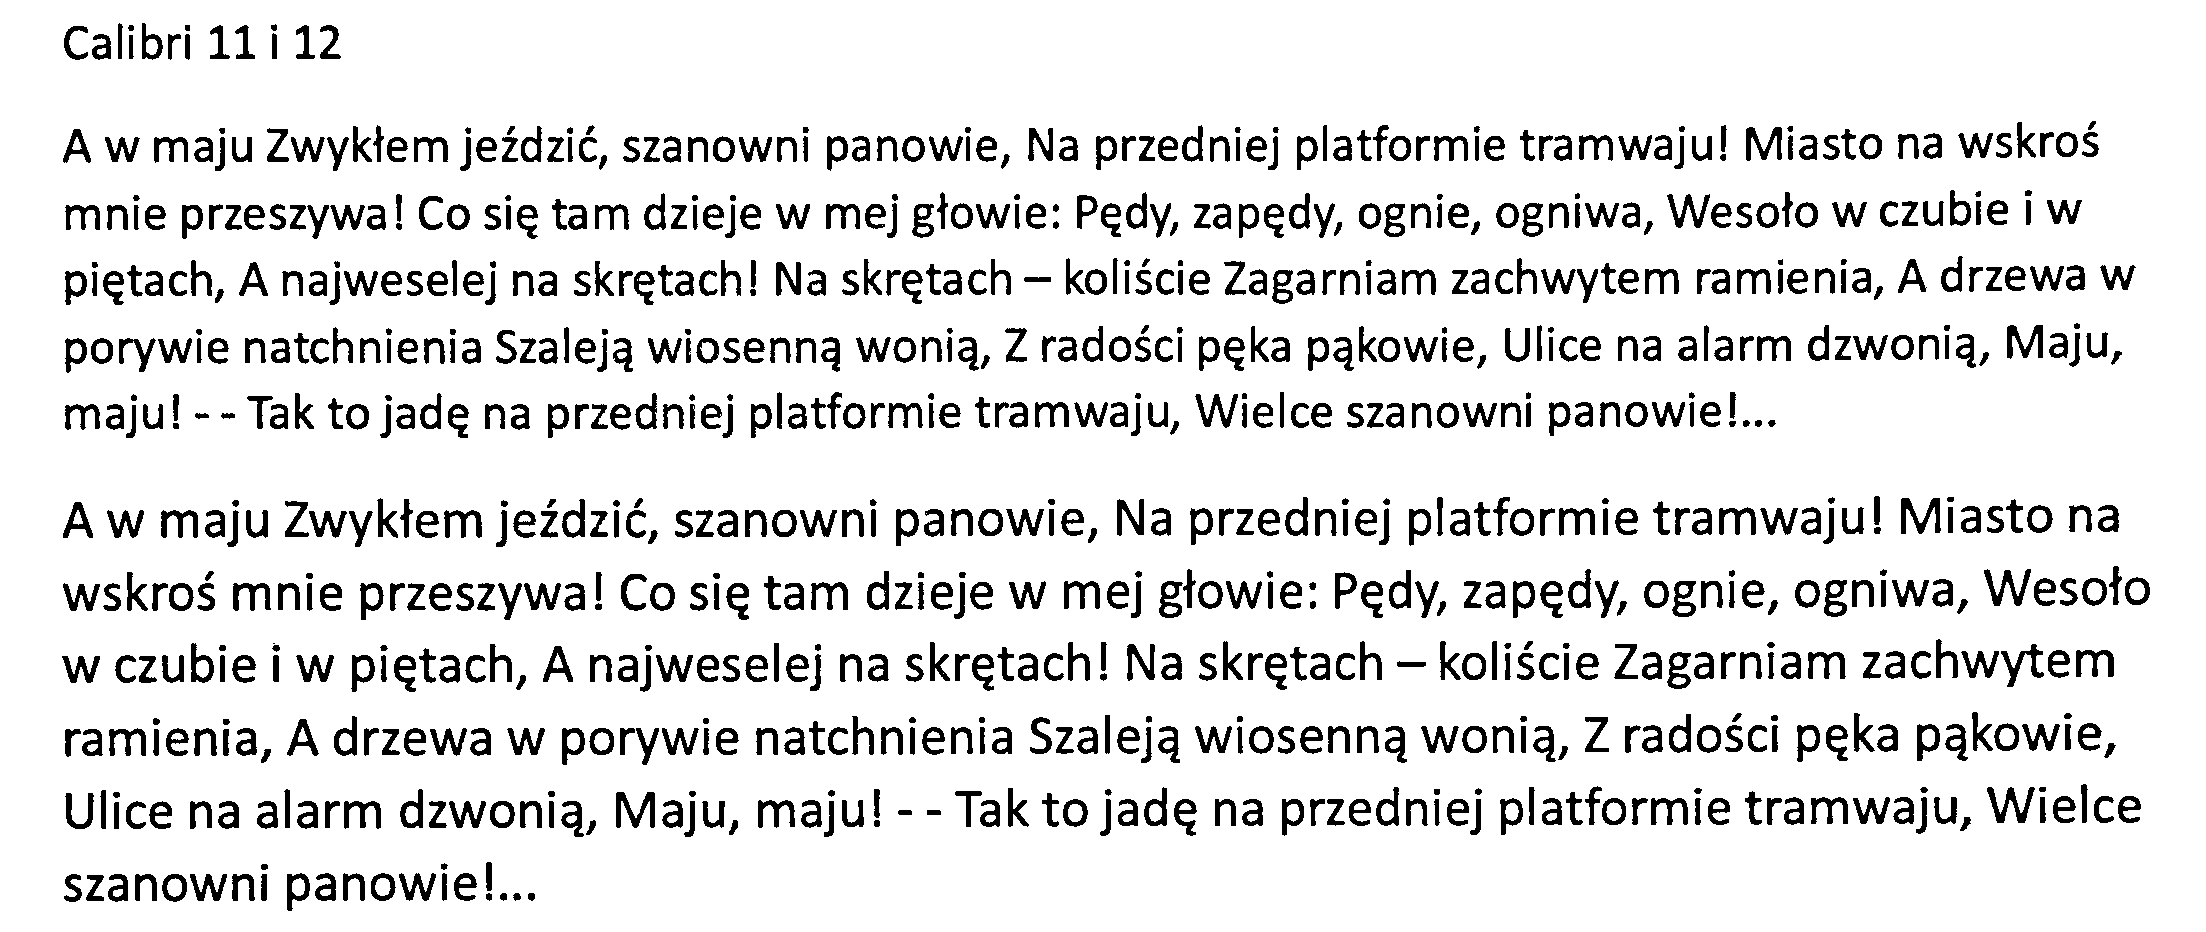 Calibri 11 i 12
A w maju Zwykłem jeździć, szanowni panowie, Na przedniej platformie tramwaju! Miasto na wskroś
mnie przeszywa! Co się tam dzieje w mej głowie: Pędy, zapędy, ognie, ogniwa, Wesoło w czubie i w
piętach, A najweselej na skrętach! Na skrętach – koliście Zagarniam zachwytem ramienia, A drzewa w
porywie natchnienia Szaleją wiosenną wonią, Z radości pęka pąkowie, Ulice na alarm dzwonią, Maju,
maju! - - Tak to jadę na przedniej platformie tramwaju, Wielce szanowni panowie!...
A w maju Zwykłem jeździć, szanowni panowie, Na przedniej platformie tramwaju! Miasto na
wskroś mnie przeszywa! Co się tam dzieje w mej głowie: Pędy, zapędy, ognie, ogniwa, Wesoło
w czubie i w piętach, A najweselej na skrętach! Na skrętach – koliście Zagarniam zachwytem
ramienia, A drzewa w porywie natchnienia Szaleją wiosenną wonią, Z radości pęka pąkowie,
Ulice na alarm dzwonią, Maju, maju! - - Tak to jadę na przedniej platformie tramwaju, Wielce
szanowni panowie!...